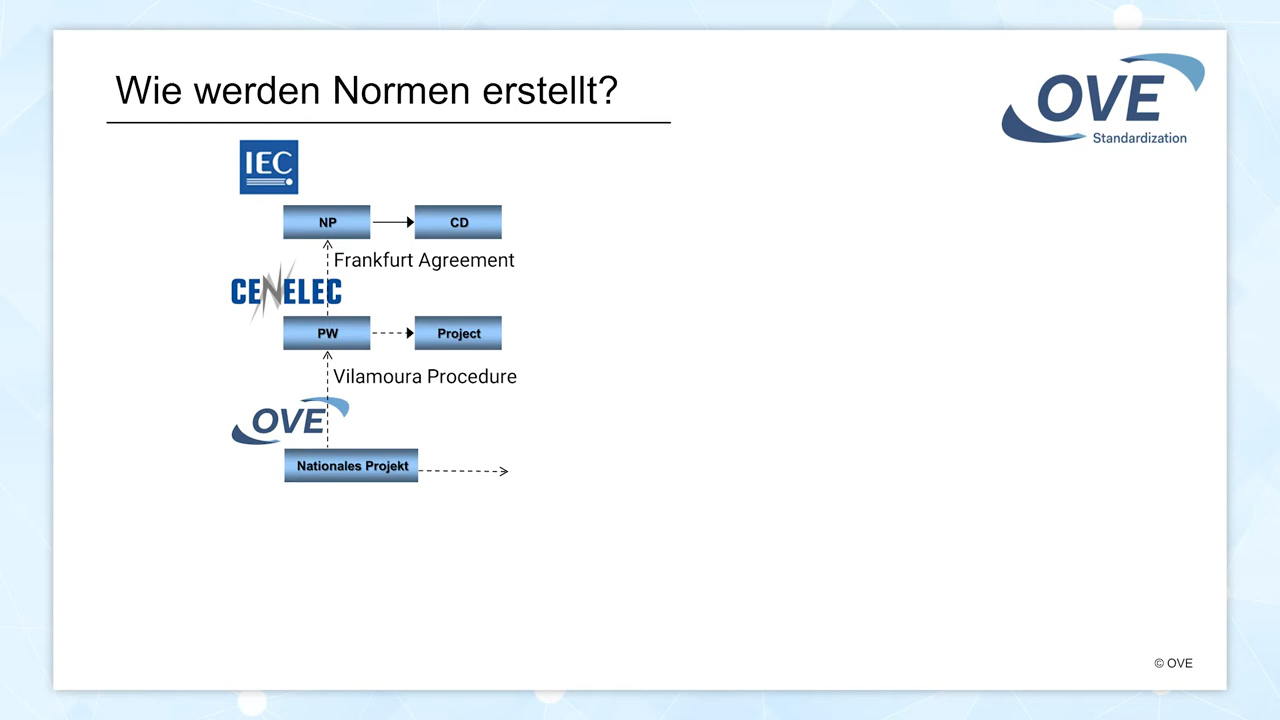 Wie werden Normen erstellt?
OVE
Standardization
IEC
NP
CD
Frankfurt Agreement
CENELEC
PW
Project
Vilamoura Procedure
OVE
Nationales Projekt
© OVE